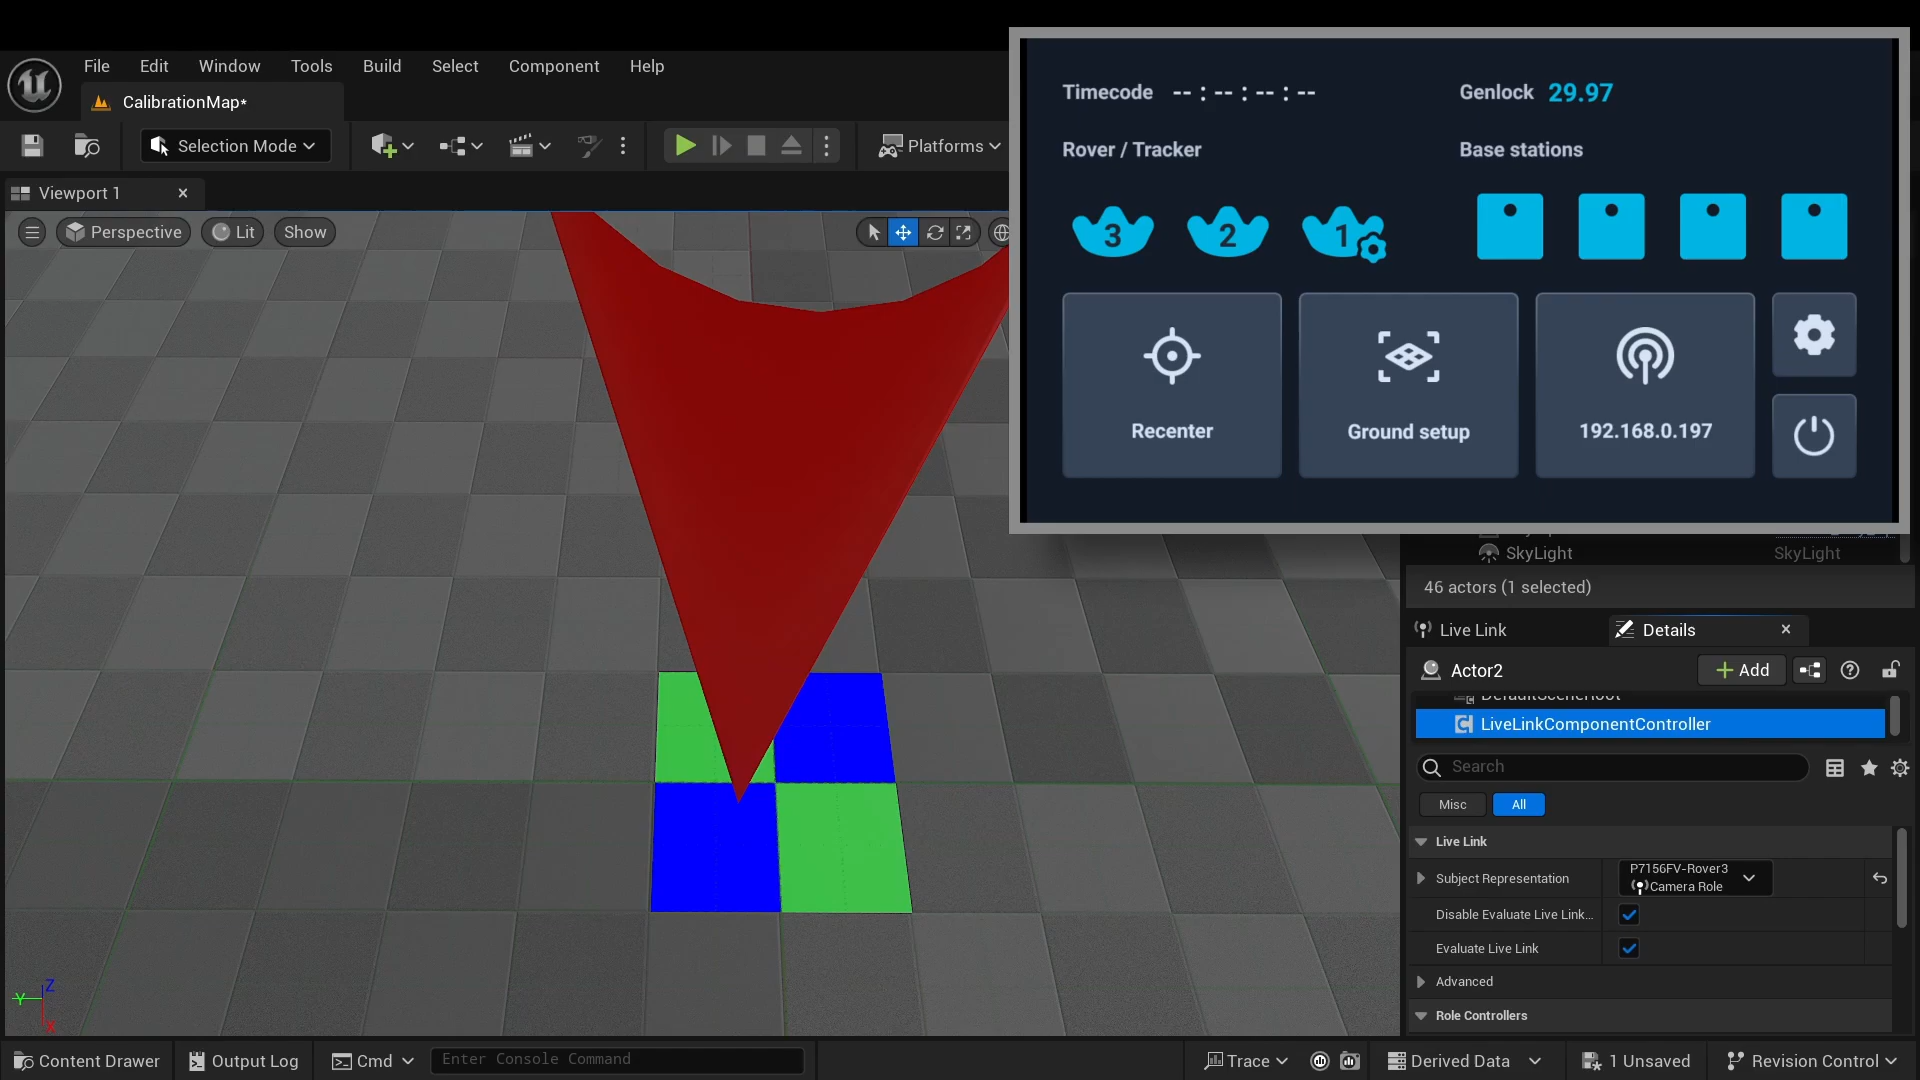 File Edit Window Tools Build Select Component Help
CalibrationMap*
Selection Mode
Platforms
Viewport 1
Perspective Lit Show
Timecode -- : -- : -- : -- Genlock 29.97
Rover / Tracker Base stations
3 2 1
Recenter Ground setup 192.168.0.197
SkyLight SkyLight
46 actors (1 selected)
Live Link Details
Actor2 Add
LiveLinkComponentController
Search
Misc All
Live Link
Subject Representation P7156FV-Rover3
Camera Role
Disable Evaluate Live Link...
Evaluate Live Link
Advanced
Role Controllers
Z
Y
X
Content Drawer Output Log Cmd Enter Console Command Trace Derived Data 1 Unsaved Revision Control